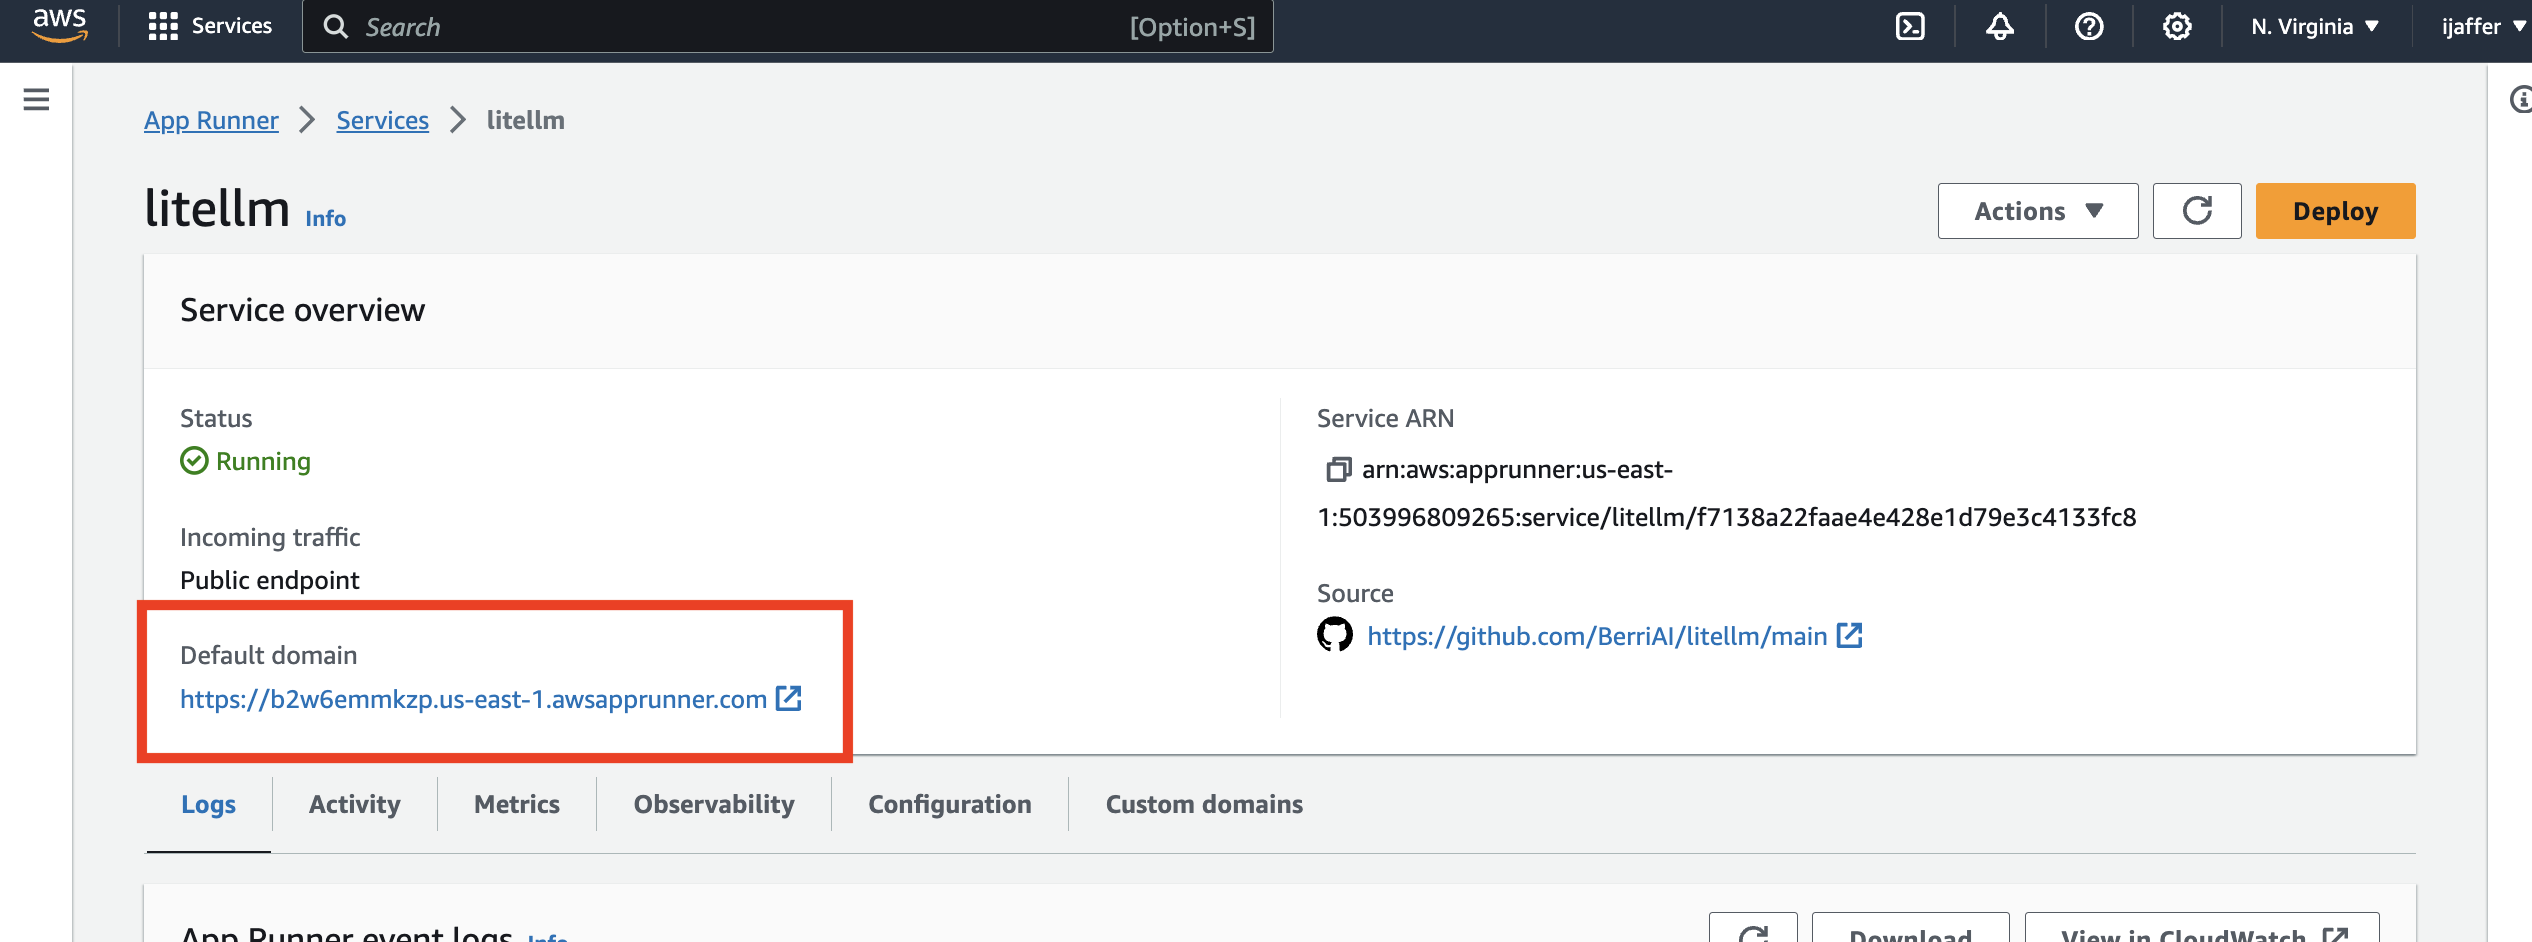 aws
Services
Search
[Option+S]
N. Virginia
ijaffer
App Runner
Services
litellm
litellm
Info
Actions
Deploy
Service overview
Status
Running
Incoming traffic
Public endpoint
Default domain
https://b2w6emmkzp.us-east-1.awsapprunner.com
Service ARN
arn:aws:apprunner:us-east-
1:503996809265:service/litellm/f7138a22faae4e428e1d79e3c4133fc8
Source
https://github.com/BerriAI/litellm/main
Logs
Activity
Metrics
Observability
Configuration
Custom domains
App Runner event logs
Info
Download
View in CloudWatch